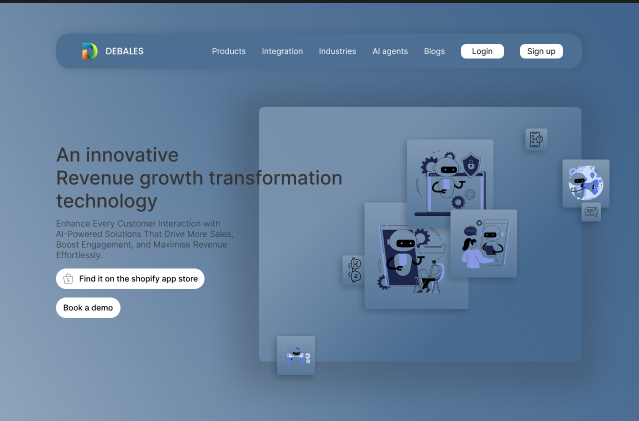 DEBALES
Products
Integration
Industries
AI agents
Blogs
Login
Sign up
An innovative
Revenue growth transformation
technology
Enhance Every Customer Interaction with
AI-Powered Solutions That Drive More Sales,
Boost Engagement, and Maximise Revenue
Effortlessly.
Find it on the shopify app store
Book a demo